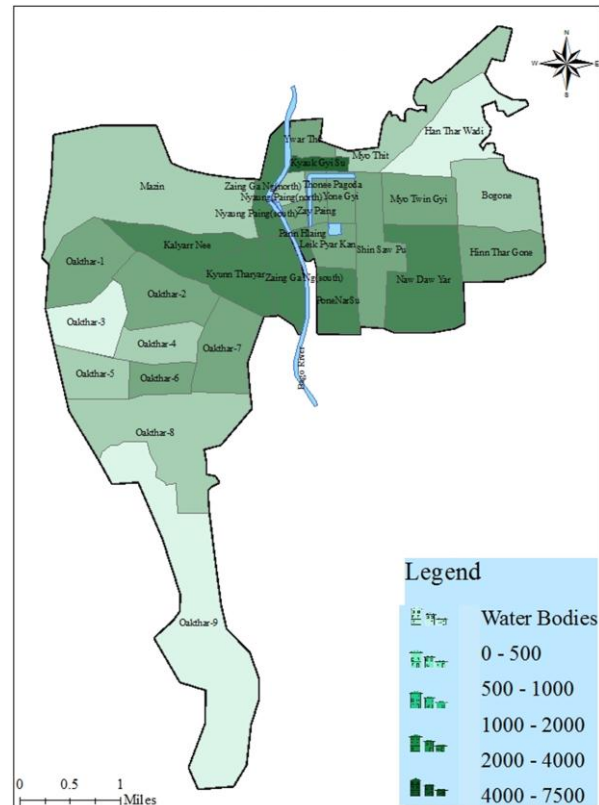 N
W E
S
Han Thar Wadi
Ywar Thit
Kyauk Gyi Su
Myo Thit
Mazin
Zaing Ga Ng(north)
Thonee Pagoda
Nyaung Paing(north)
Yone Gyi
Myo Twin Gyi
Bogone
Nyaung Paing(south)
Zay Paing
Kalyarr Nee
Pann Hlaing
Leik Pyar Kan
Shin Saw Pu
Hinn Thar Gone
Oakthar-1
Kyunn Tharyar
Zaing Ga Ng(south)
Naw Daw Yar
Oakthar-2
PoneNarSu
Oakthar-3
Oakthar-4
Oakthar-7
Oakthar-5
Oakthar-6
Bago River
Oakthar-8
Oakthar-9
Legend
Water Bodies
0 - 500
500 - 1000
1000 - 2000
2000 - 4000
4000 - 7500
0 0.5 1
Miles